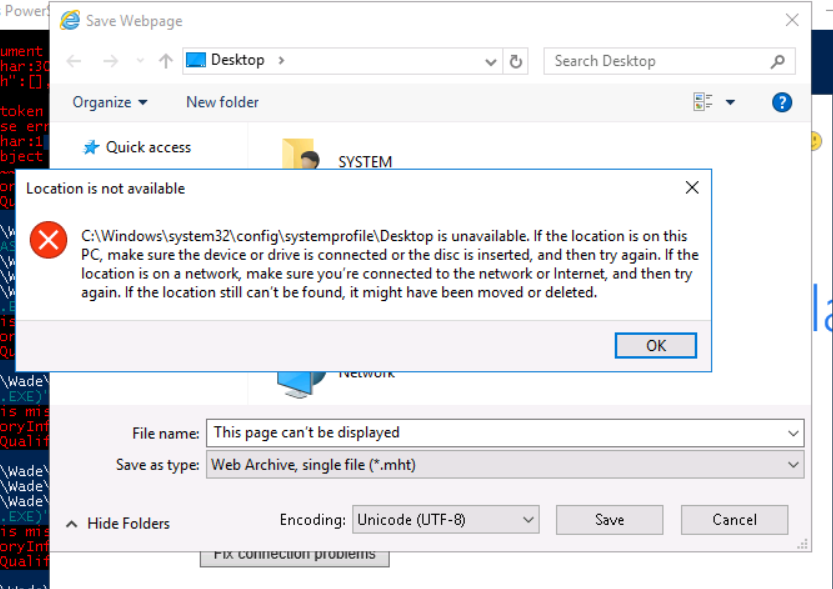 Power
Save Webpage
Desktop
Search Desktop
Organize
New folder
Quick access
SYSTEM
Location is not available
C:\Windows\system32\config\systemprofile\Desktop is unavailable. If the location is on this
PC, make sure the device or drive is connected or the disc is inserted, and then try again. If the
location is on a network, make sure you're connected to the network or Internet, and then try
again. If the location still can't be found, it might have been moved or deleted.
OK
Network
File name: This page can't be displayed
Save as type: Web Archive, single file (*.mht)
Hide Folders
Encoding: Unicode (UTF-8)
Save
Cancel
Fix connection problems
ument
har:30
h":[],
token
se err
har:1
bject
\Wade\
.EXE)"
is mis
oryInf
Qualif
\Wade\
\Wade\
\Wade\
.EXE)"
is mis
oryInf
Qualif